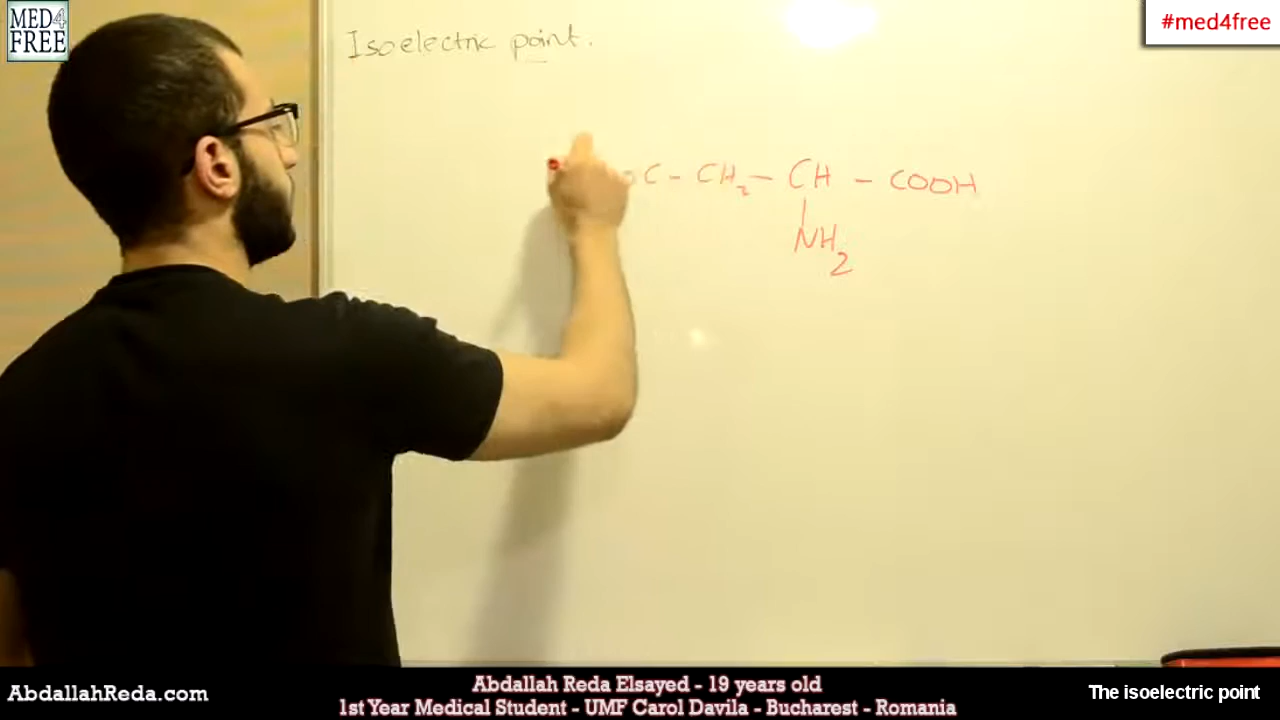 MED4
FREE
#med4free
Isoelectric point.
C - CH2 - CH - COOH
NH2
AbdallahReda.com
Abdallah Reda Elsayed - 19 years old
1st Year Medical Student - UMF Carol Davila - Bucharest - Romania
The isoelectric point